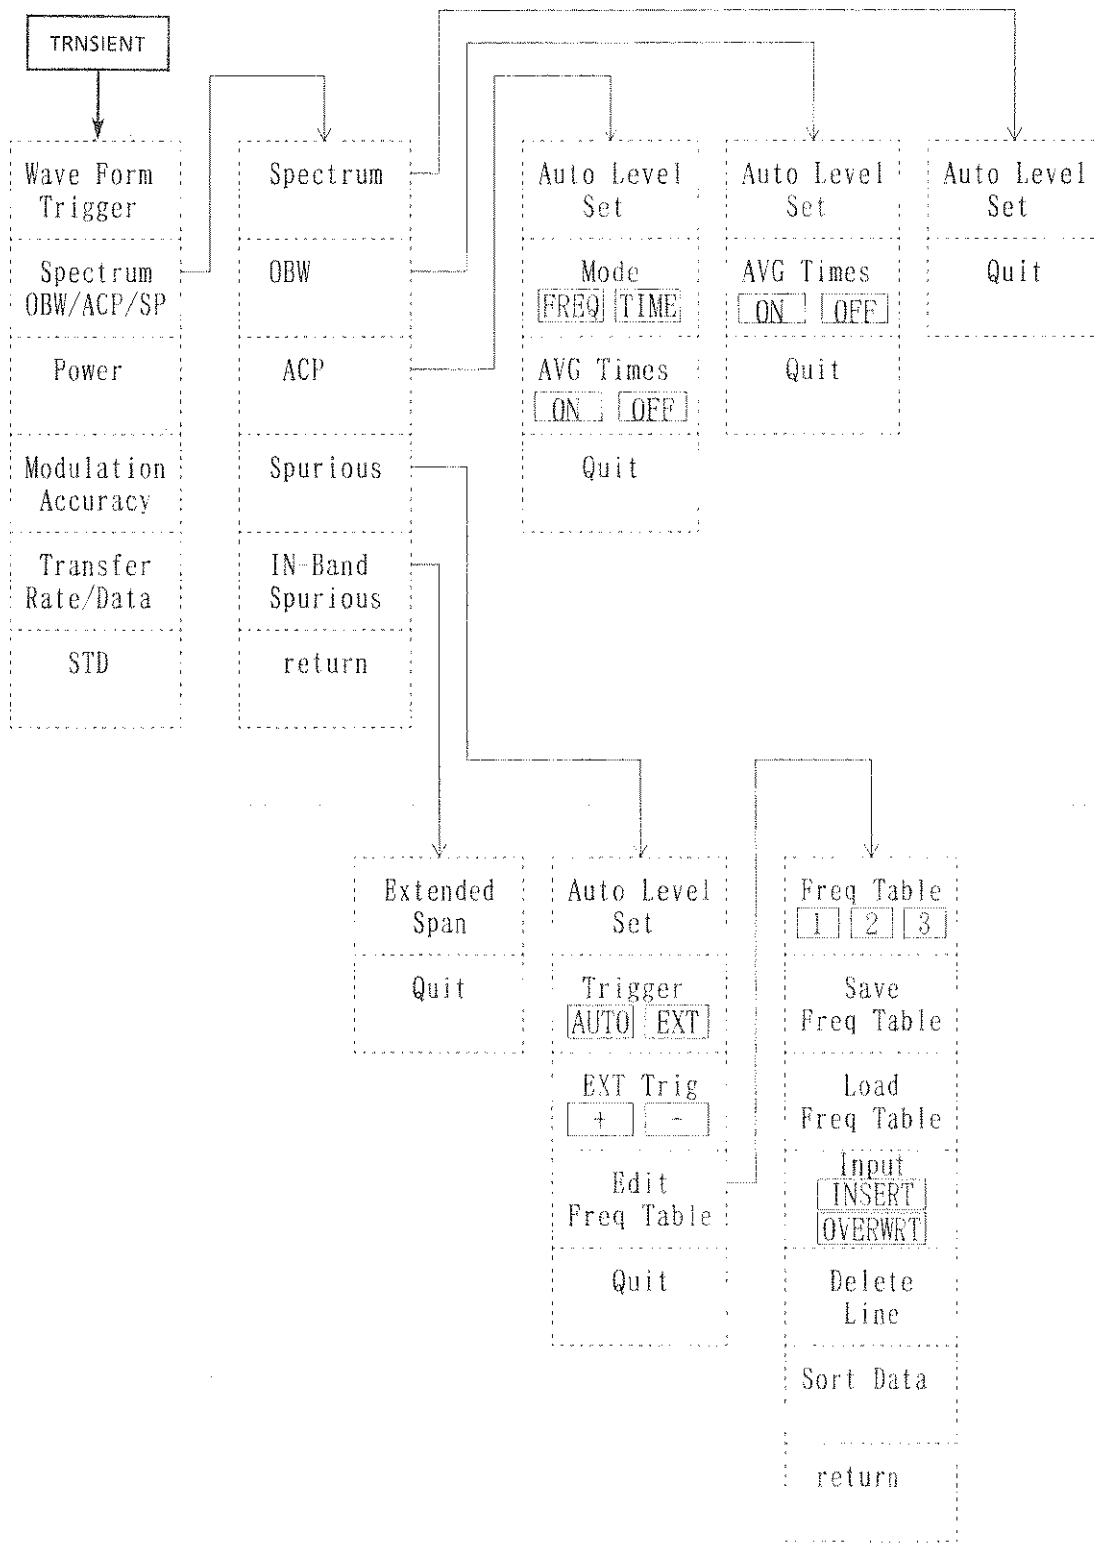 TRNSIENT
Wave Form
Trigger
Spectrum
OBW/ACP/SP
Power
Modulation
Accuracy
Transfer
Rate/Data
STD
Spectrum
OBW
ACP
Spurious
IN-Band
Spurious
return
Auto Level
Set
Mode
FREQ TIME
AVG Times
ON OFF
Quit
Auto Level
Set
AVG Times
ON OFF
Quit
Auto Level
Set
Quit
Extended
Span
Quit
Auto Level
Set
Trigger
AUTO EXT
EXT Trig
+ -
Edit
Freq Table
Quit
Freq Table
1 2 3
Save
Freq Table
Load
Freq Table
Input
INSERT
OVERWRT
Delete
Line
Sort Data
return